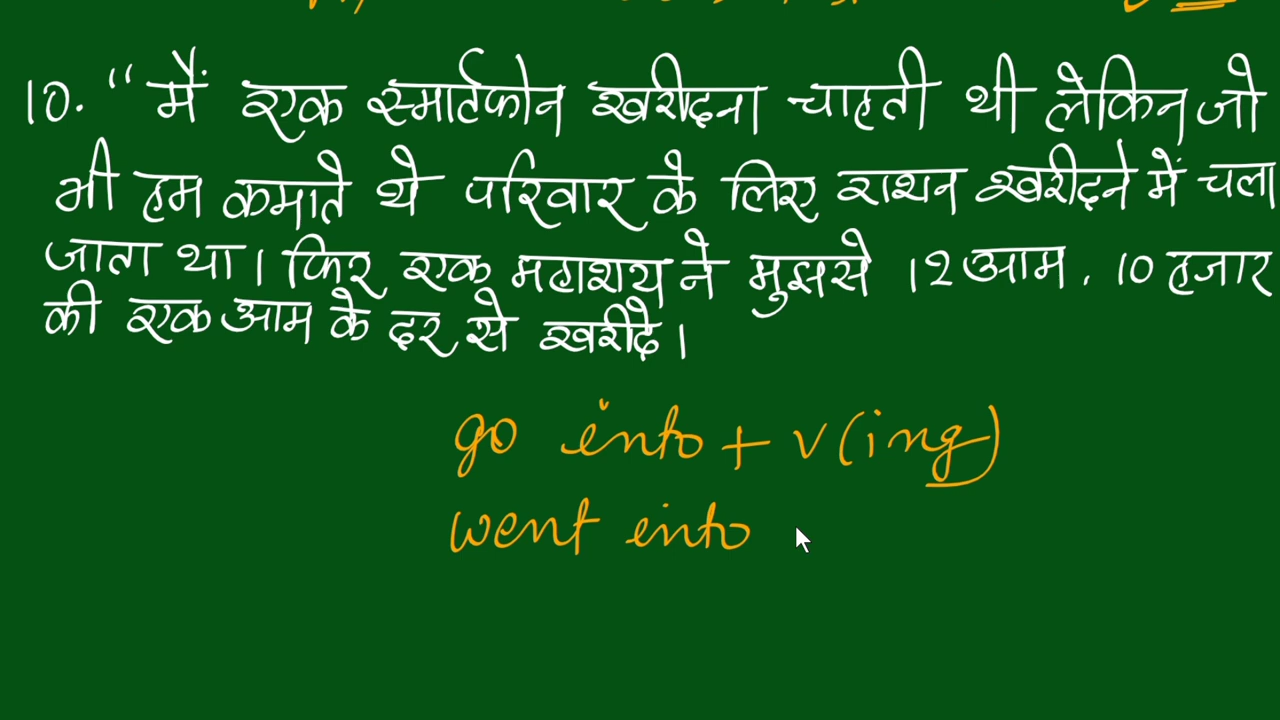 10. “मैं एक स्मार्टफोन खरीदना चाहती थी लेकिन, जो
भी हम कमाते थे परिवार के लिए राशन खरीदने में चला
जाता था। फिर, एक महाशय ने मुझसे 12 आम, 10 हजार
की एक आम के दर से खरीदे।
go into + v(ing)
went into